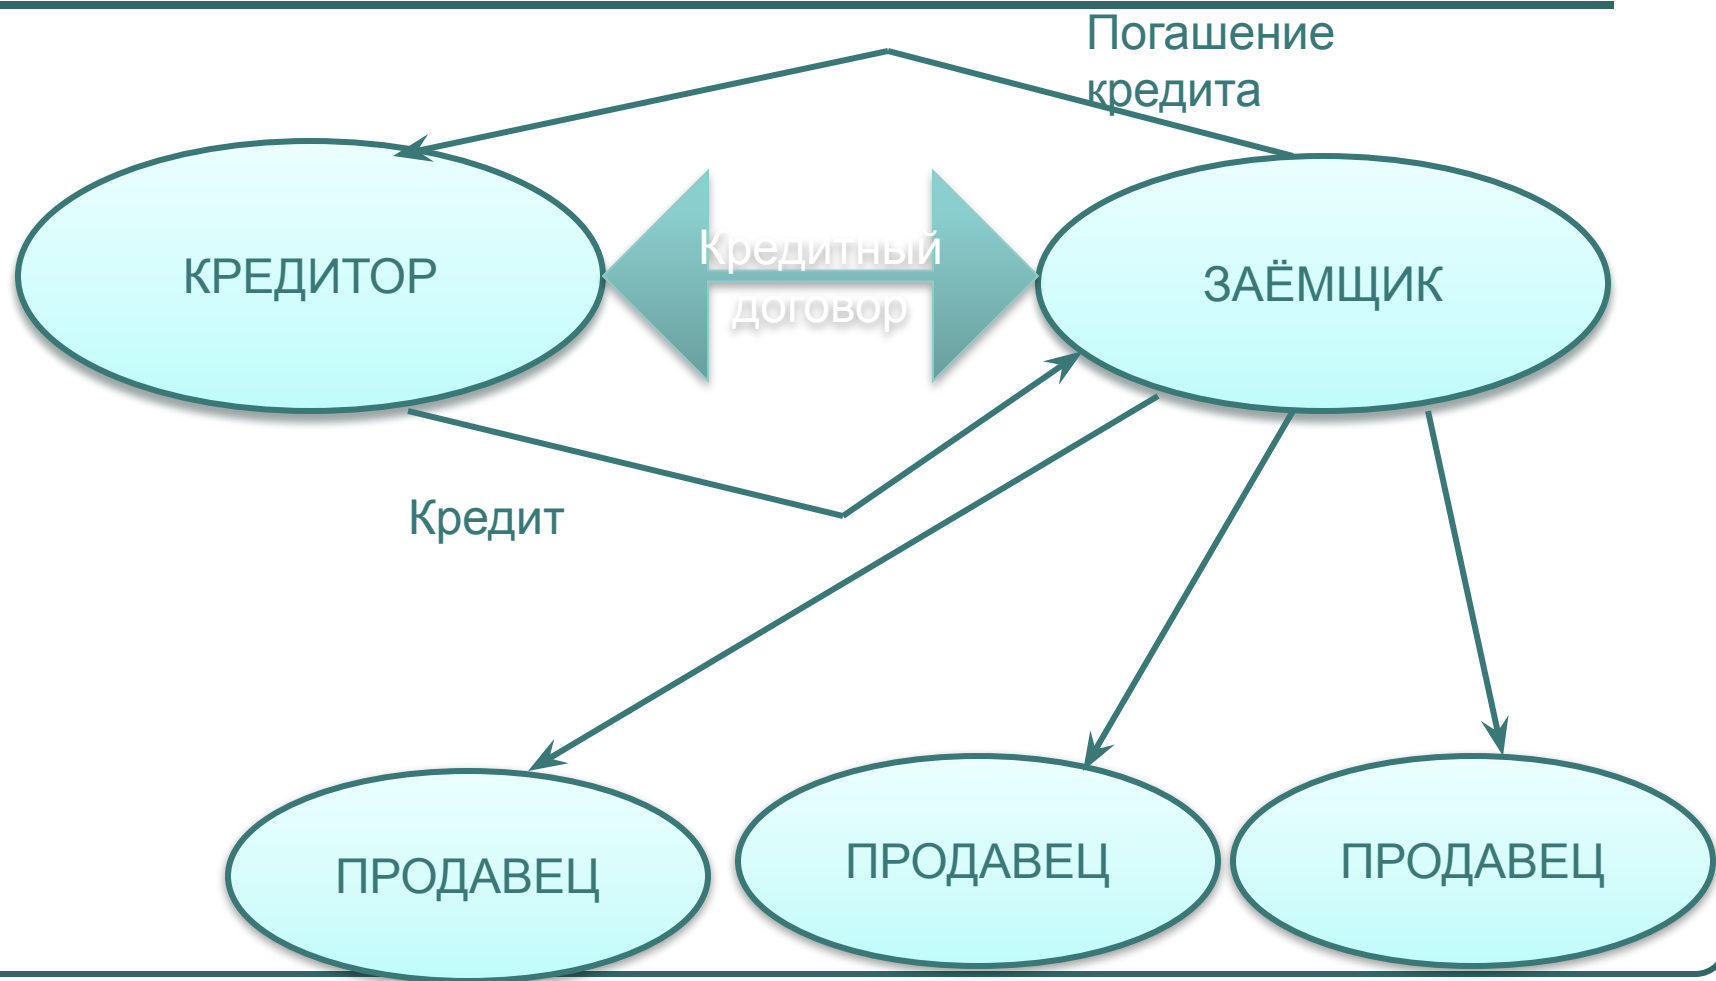 Погашение
кредита
КРЕДИТОР
Кредитный
договор
ЗАЁМЩИК
Кредит
ПРОДАВЕЦ
ПРОДАВЕЦ
ПРОДАВЕЦ